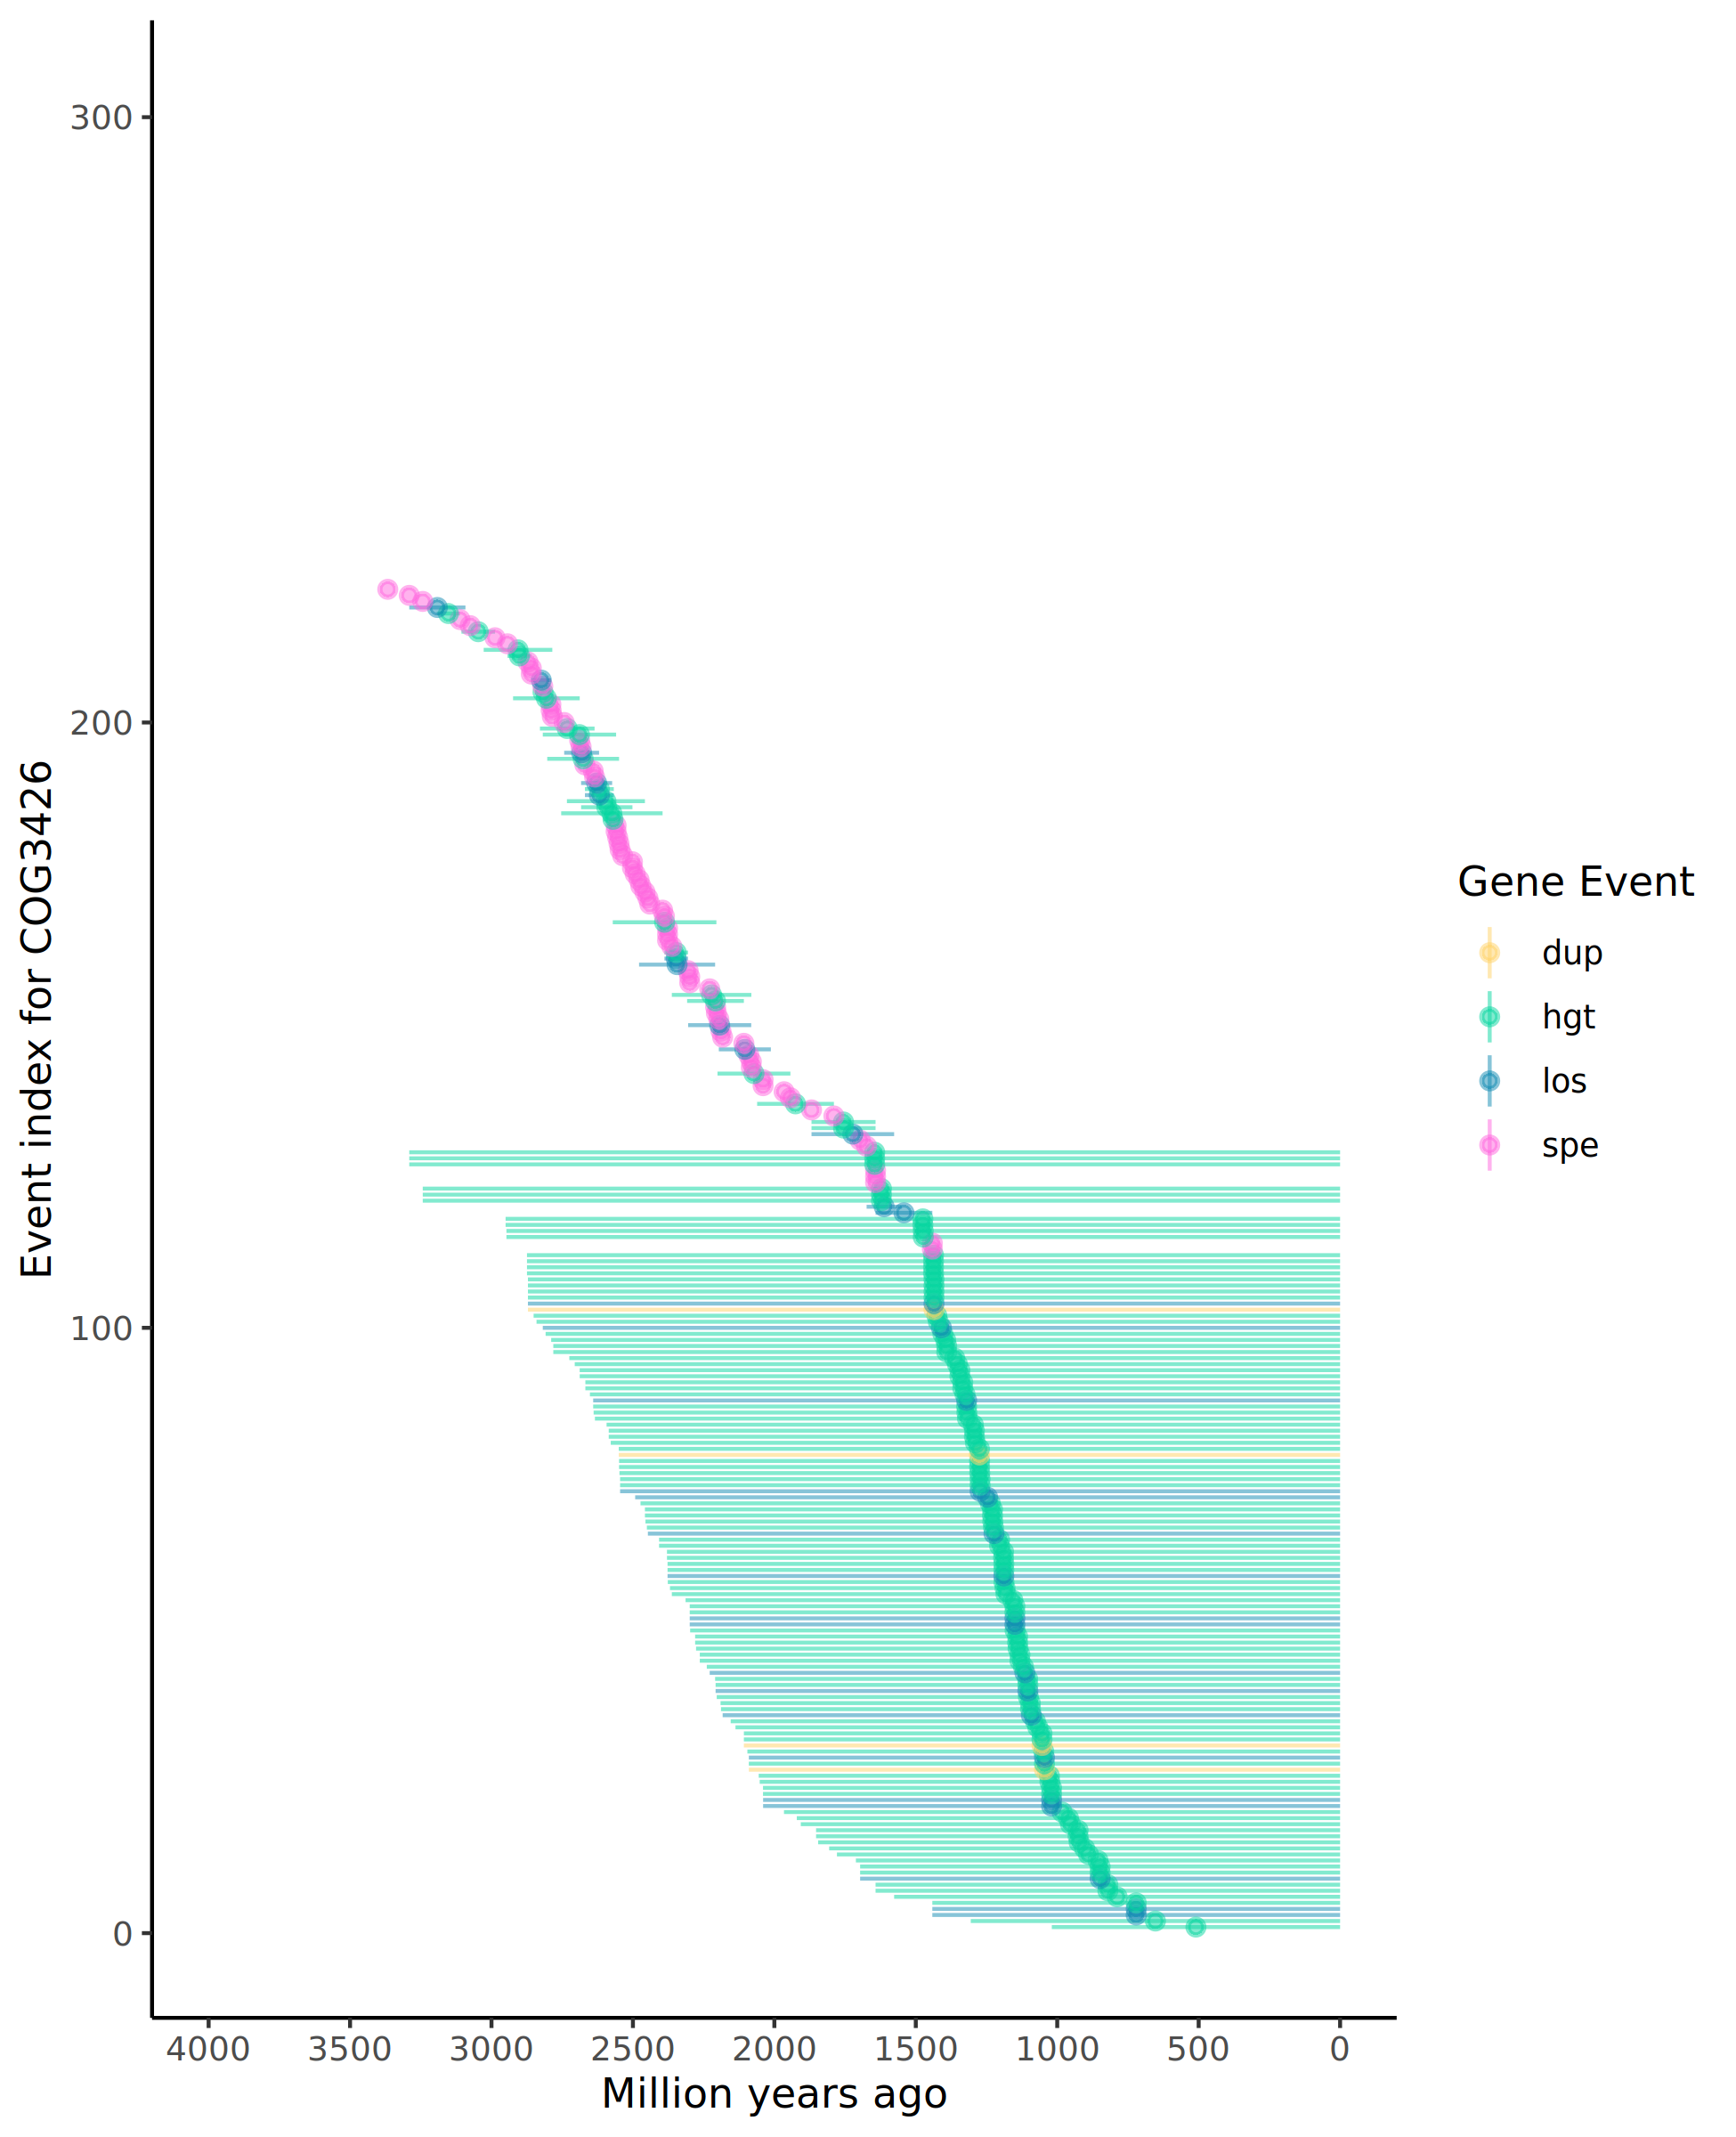 Event index for COG3426
300
200
100
0
4000 3500 3000 2500 2000 1500 1000 500 0
Million years ago
Gene Event
dup
hgt
los
spe